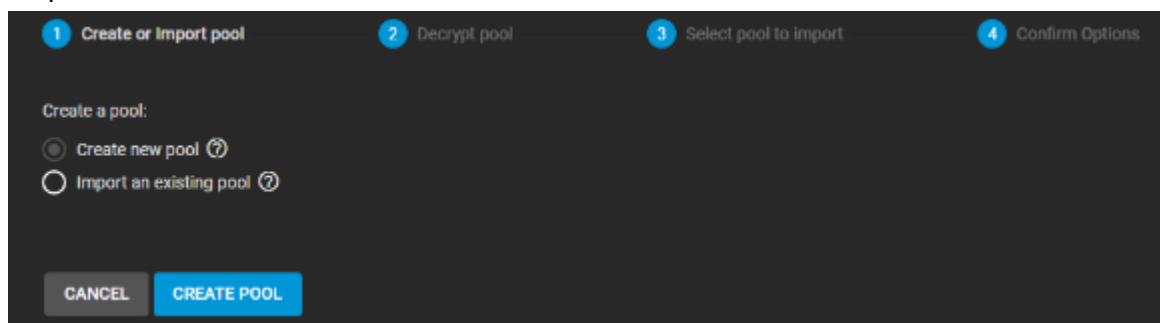 1 Create or Import pool 2 Decrypt pool 3 Select pool to import 4 Confirm Options
Create a pool:
Create new pool ?
Import an existing pool ?
CANCEL CREATE POOL